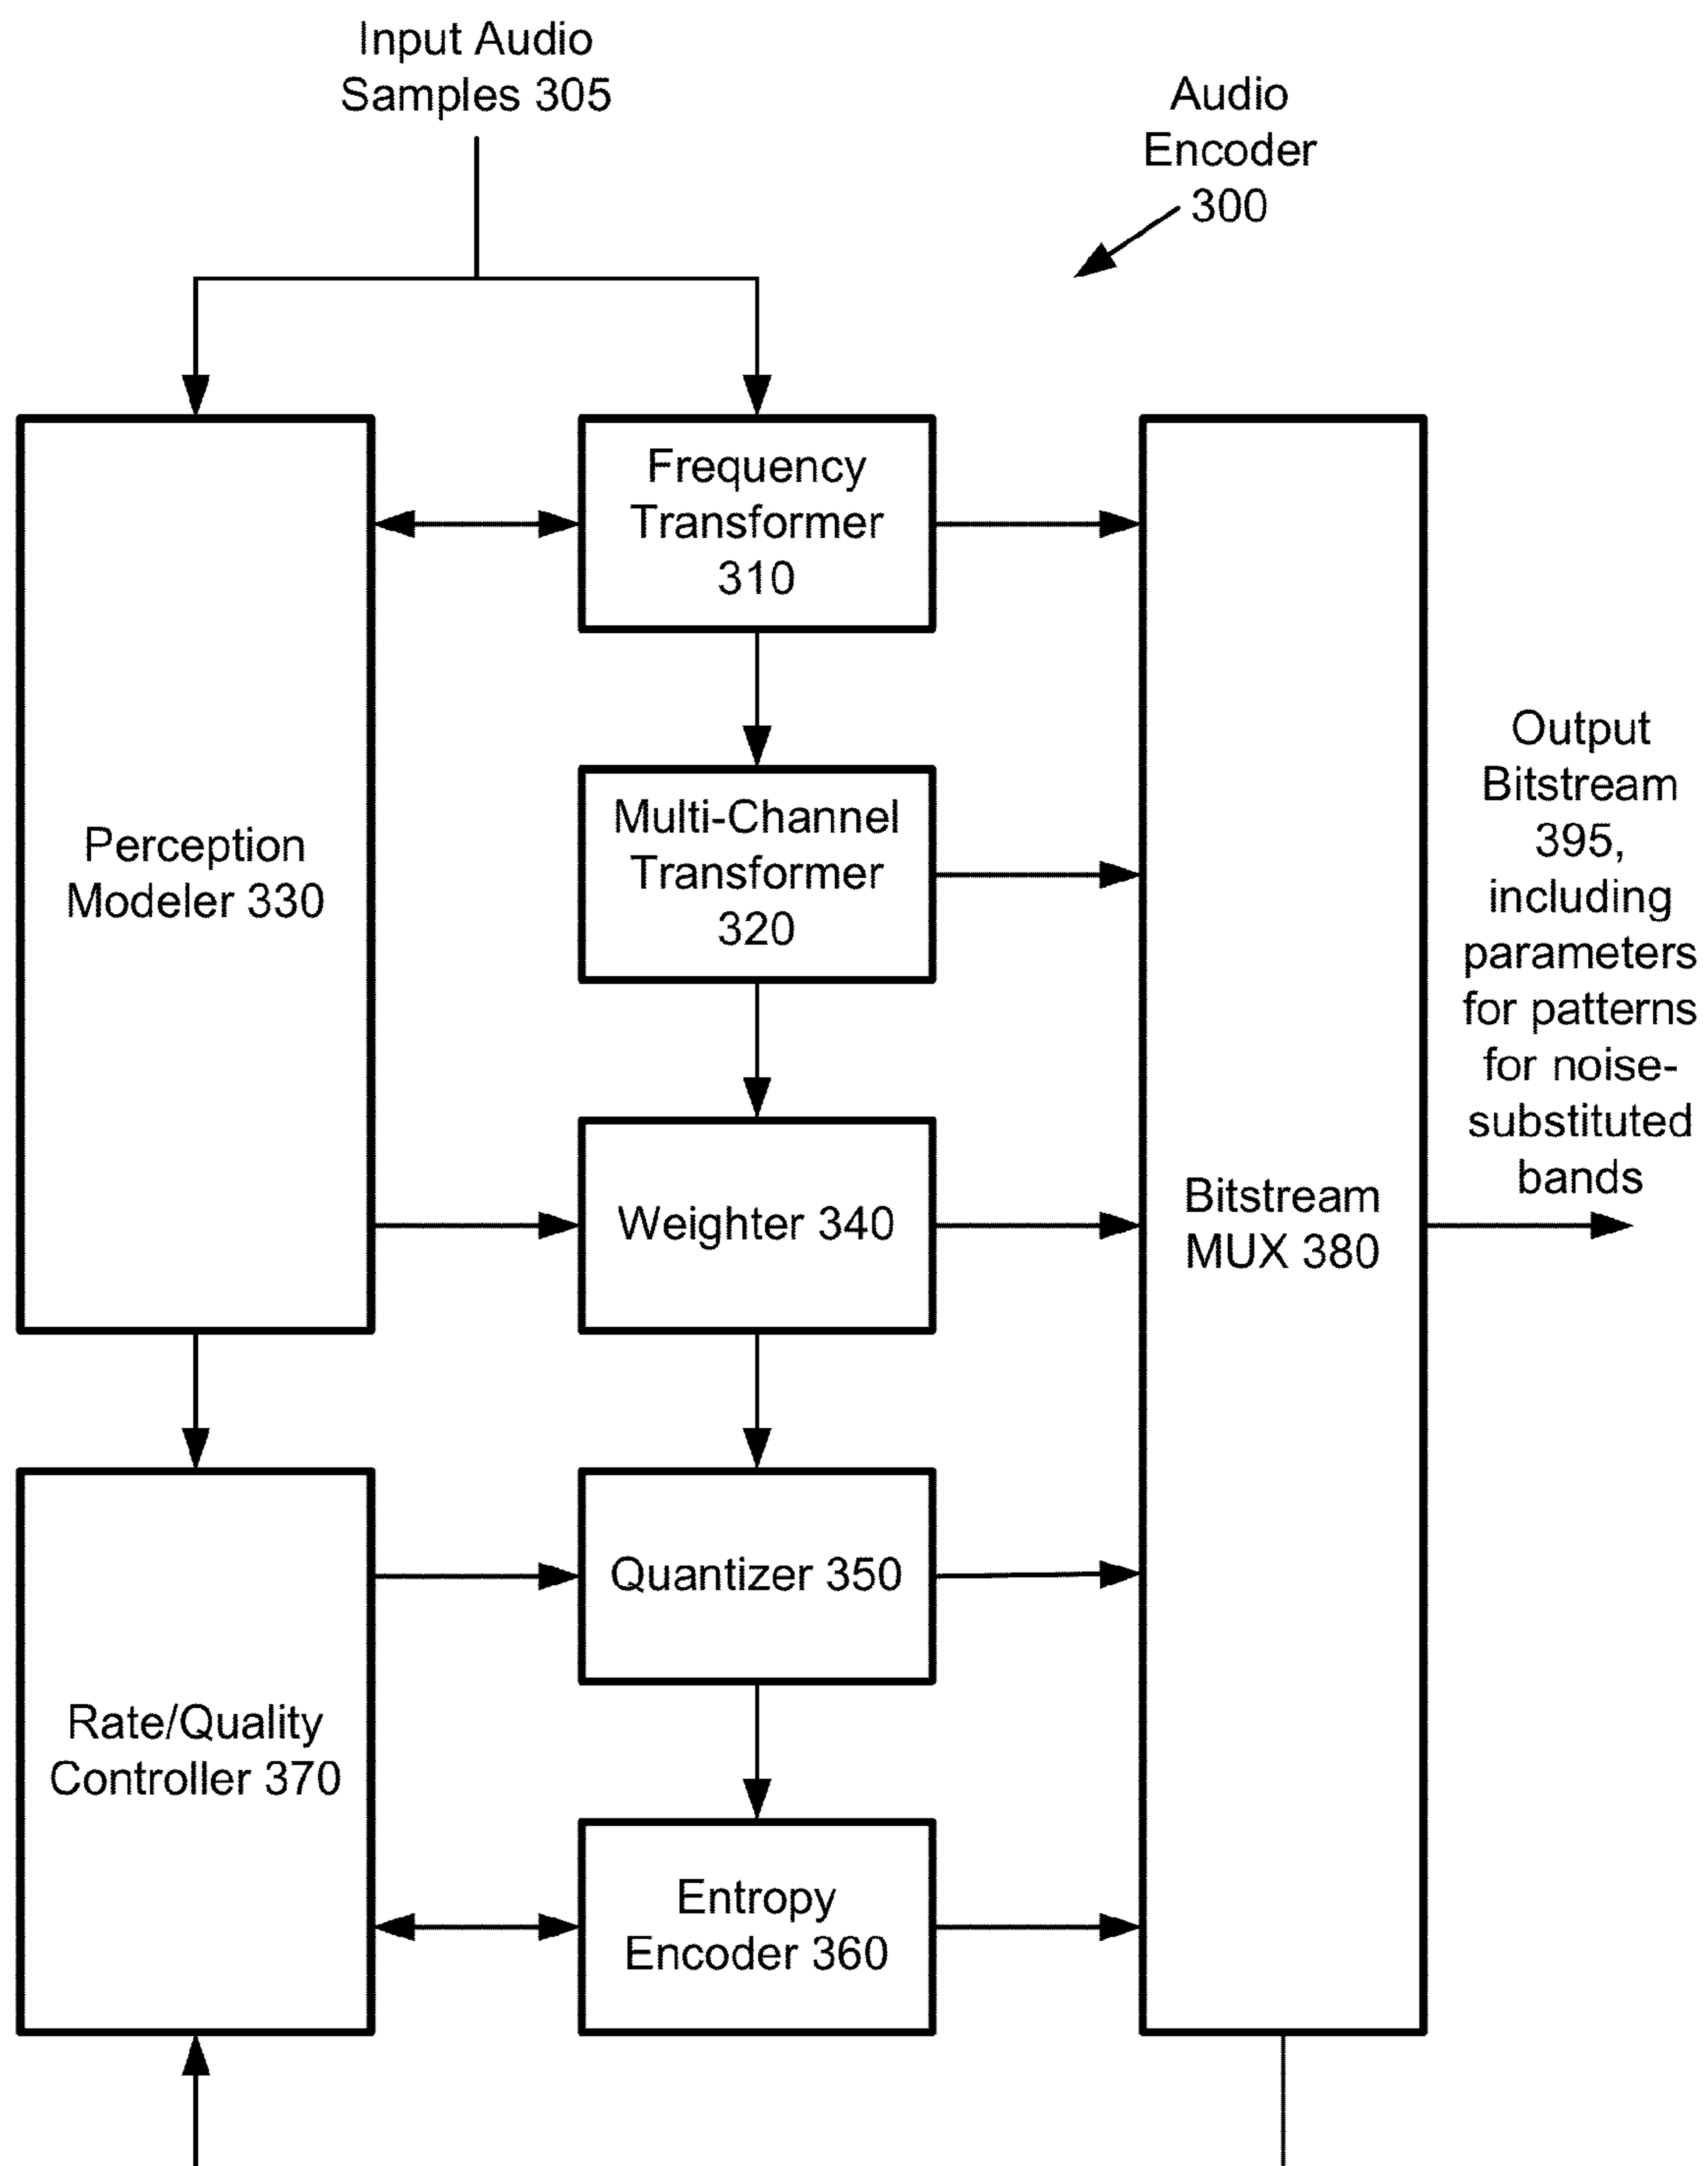 Input Audio
Samples 305
Audio
Encoder
300
Frequency
Transformer
310
Multi-Channel
Transformer
320
Perception
Modeler 330
Output
Bitstream
395,
including
parameters
for patterns
for noise-
substituted
bands
Weighter 340
Bitstream
MUX 380
Quantizer 350
Rate/Quality
Controller 370
Entropy
Encoder 360